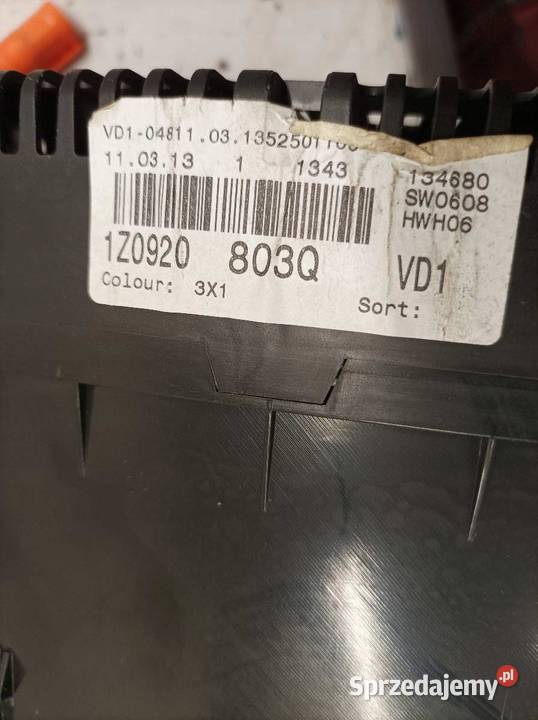 VD1-04811.03.13525011
11.03.13 1 1343
134680
SW0608
HWH06
1Z0920 803Q VD1
Colour: 3X1 Sort:
Sprzedajemy.pl